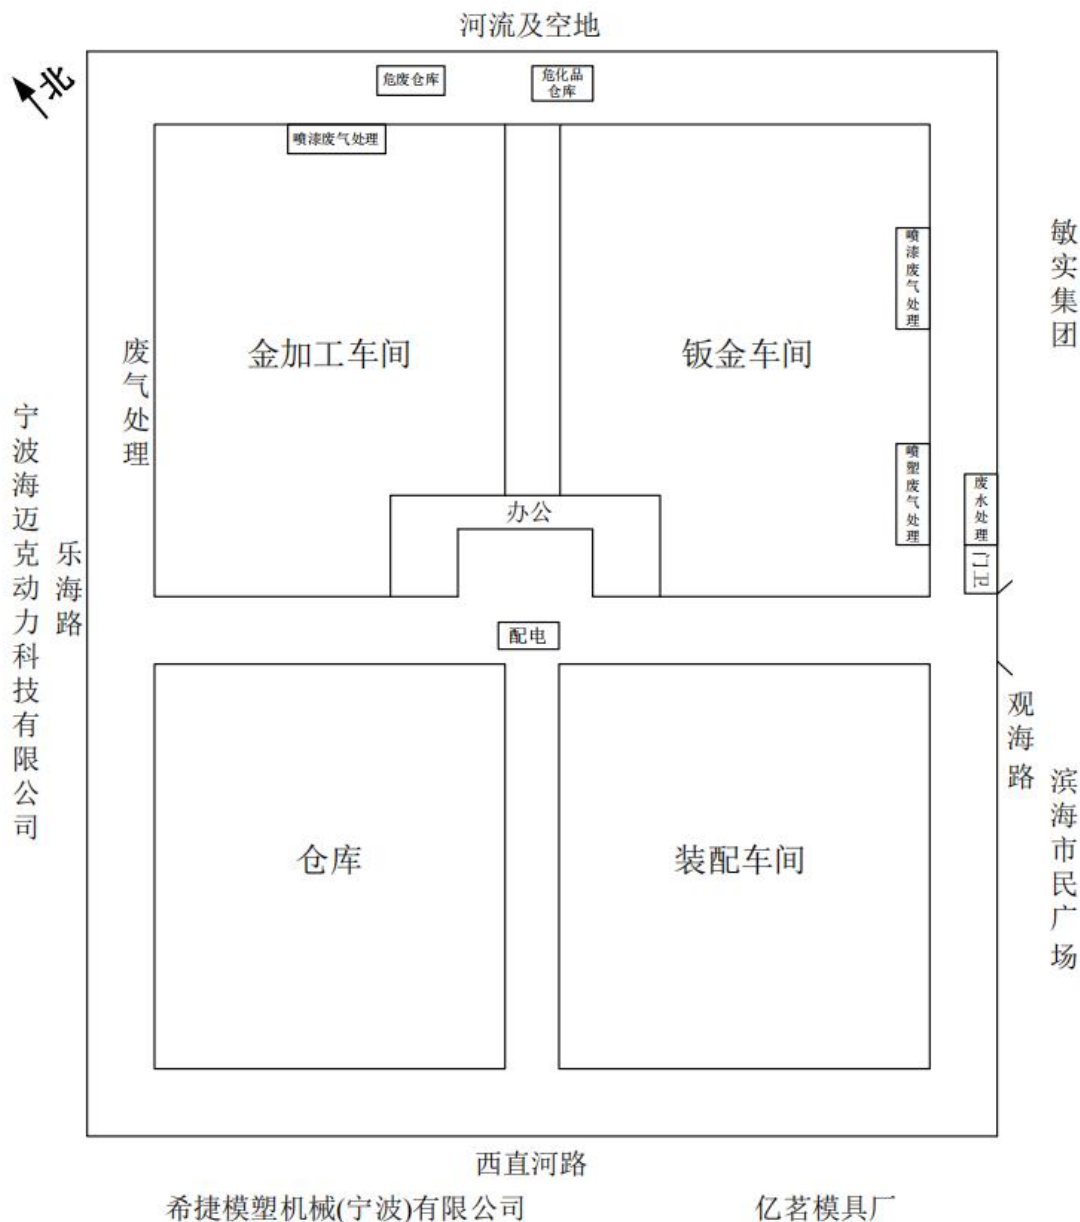 河流及空地
北
危废仓库
危化品
仓库
喷漆废气处理
敏实集团
喷漆废气处理
金加工车间
钣金车间
废气处理
宁波海迈克动力科技有限公司
乐海路
喷塑废气处理
废水处理
办公
门卫
配电
观海路
滨海市民广场
仓库
装配车间
西直河路
希捷模塑机械(宁波)有限公司
亿茗模具厂